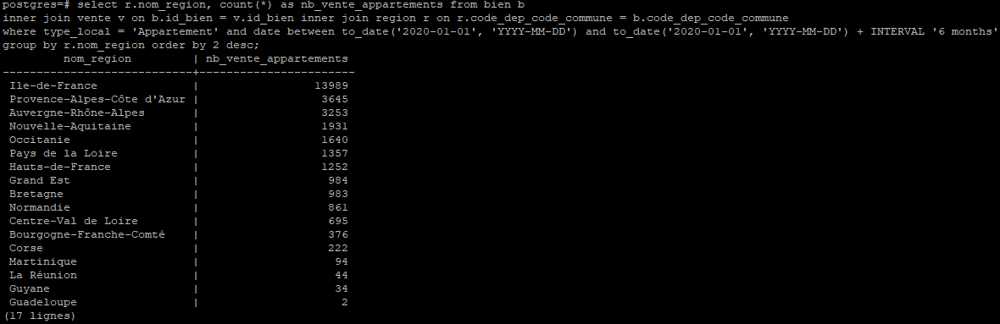 postgres=# select r.nom_region, count(*) as nb_vente_appartements from bien b
inner join vente v on b.id_bien = v.id_bien inner join region r on r.code_dep_code_commune = b.code_dep_code_commune
where type_local = 'Appartement' and date between to_date('2020-01-01', 'YYYY-MM-DD') and to_date('2020-01-01', 'YYYY-MM-DD') + INTERVAL '6 months'
group by r.nom_region order by 2 desc;
nom_region | nb_vente_appartements
----------------------------+-----------------------
Ile-de-France | 13989
Provence-Alpes-Côte d'Azur | 3645
Auvergne-Rhône-Alpes | 3253
Nouvelle-Aquitaine | 1931
Occitanie | 1640
Pays de la Loire | 1357
Hauts-de-France | 1252
Grand Est | 984
Bretagne | 983
Normandie | 861
Centre-Val de Loire | 695
Bourgogne-Franche-Comté | 376
Corse | 222
Martinique | 94
La Réunion | 44
Guyane | 34
Guadeloupe | 2
(17 lignes)